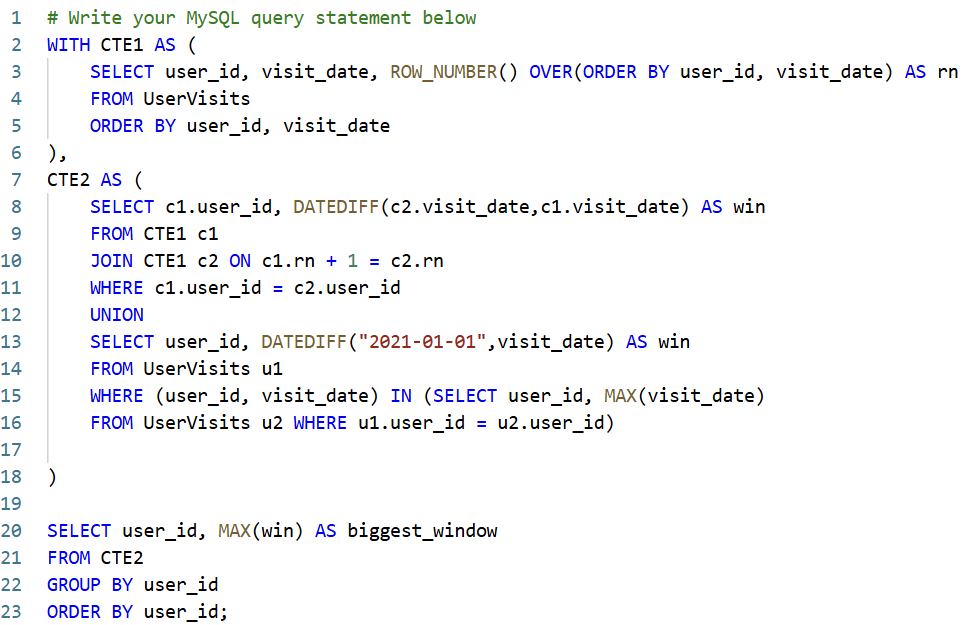 1 # Write your MySQL query statement below
2 WITH CTE1 AS (
3     SELECT user_id, visit_date, ROW_NUMBER() OVER(ORDER BY user_id, visit_date) AS rn
4     FROM UserVisits
5     ORDER BY user_id, visit_date
6 ),
7 CTE2 AS (
8     SELECT c1.user_id, DATEDIFF(c2.visit_date,c1.visit_date) AS win
9     FROM CTE1 c1
10     JOIN CTE1 c2 ON c1.rn + 1 = c2.rn
11     WHERE c1.user_id = c2.user_id
12     UNION
13     SELECT user_id, DATEDIFF("2021-01-01",visit_date) AS win
14     FROM UserVisits u1
15     WHERE (user_id, visit_date) IN (SELECT user_id, MAX(visit_date)
16     FROM UserVisits u2 WHERE u1.user_id = u2.user_id)
17
18 )
19
20 SELECT user_id, MAX(win) AS biggest_window
21 FROM CTE2
22 GROUP BY user_id
23 ORDER BY user_id;